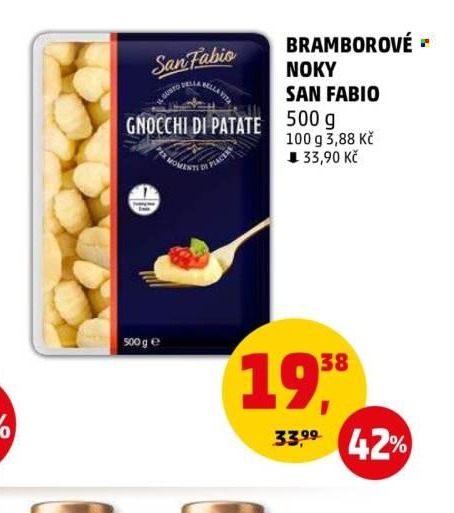 BRAMBOROVÉ
NOKY
SAN FABIO
500 g
100 g 3,88 Kč
⬇ 33,90 Kč
San Fabio
IL GUSTO DELLA BELLA VITA
GNOCCHI DI PATATE
PER MOMENTI DI PIACERE
500 g e
19,38
33,99
42%
%